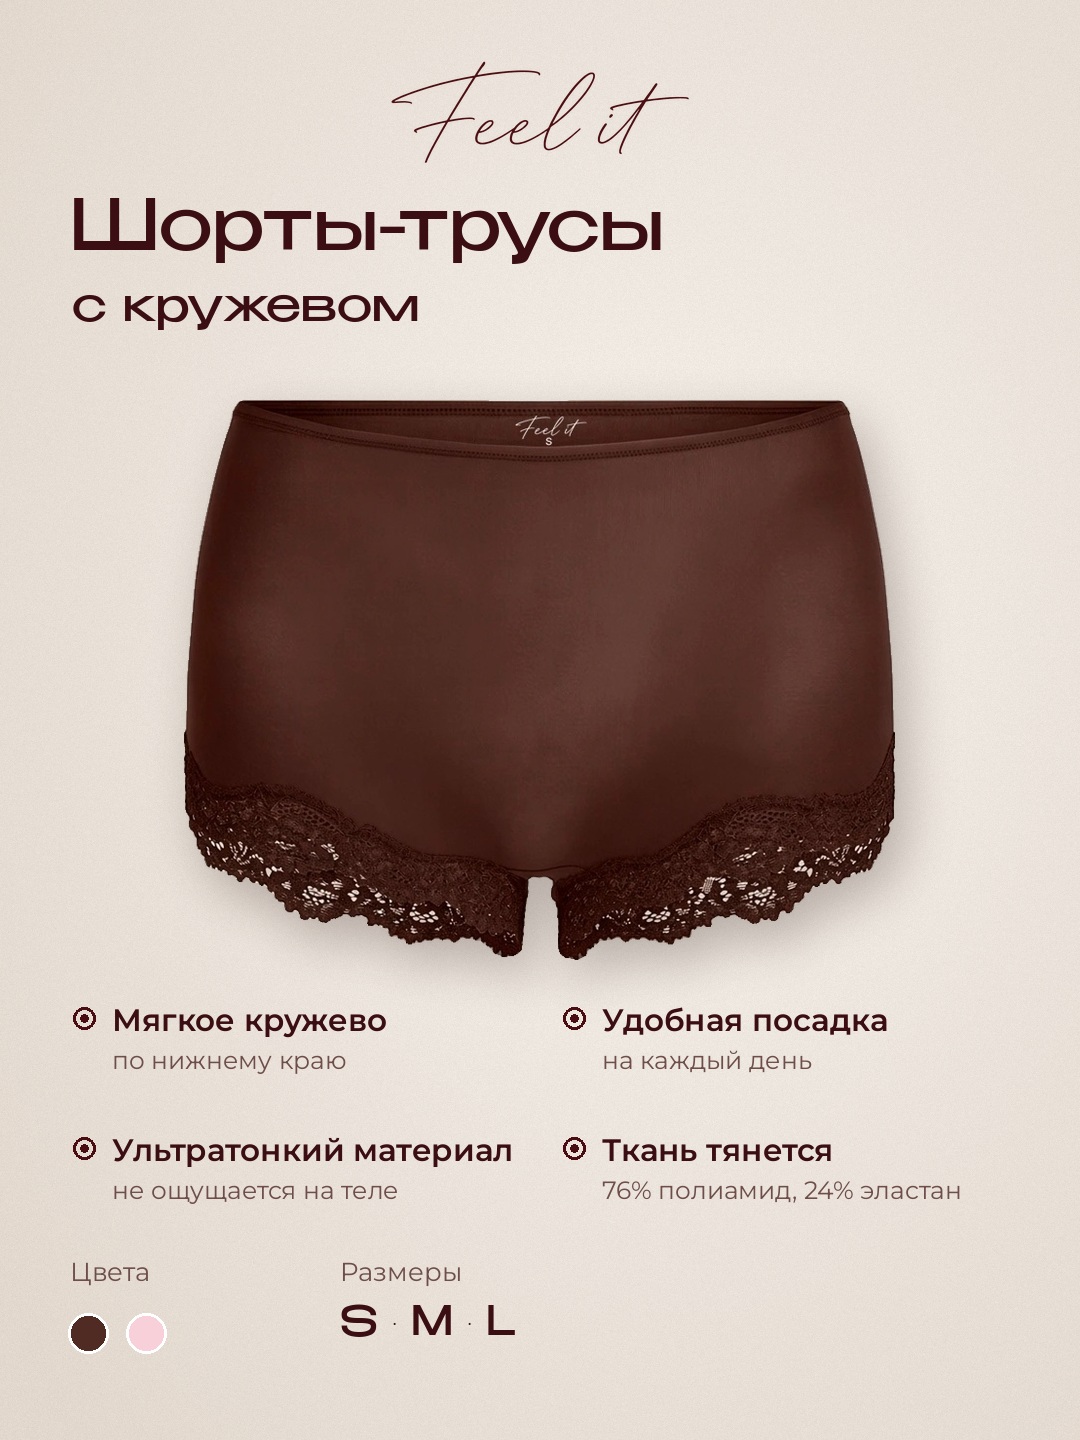 Feel it
Шорты-трусы
с кружевом
Feel it
S
Мягкое кружево
по нижнему краю
Удобная посадка
на каждый день
Ультратонкий материал
не ощущается на теле
Ткань тянется
76% полиамид, 24% эластан
Цвета
Размеры
S · M · L